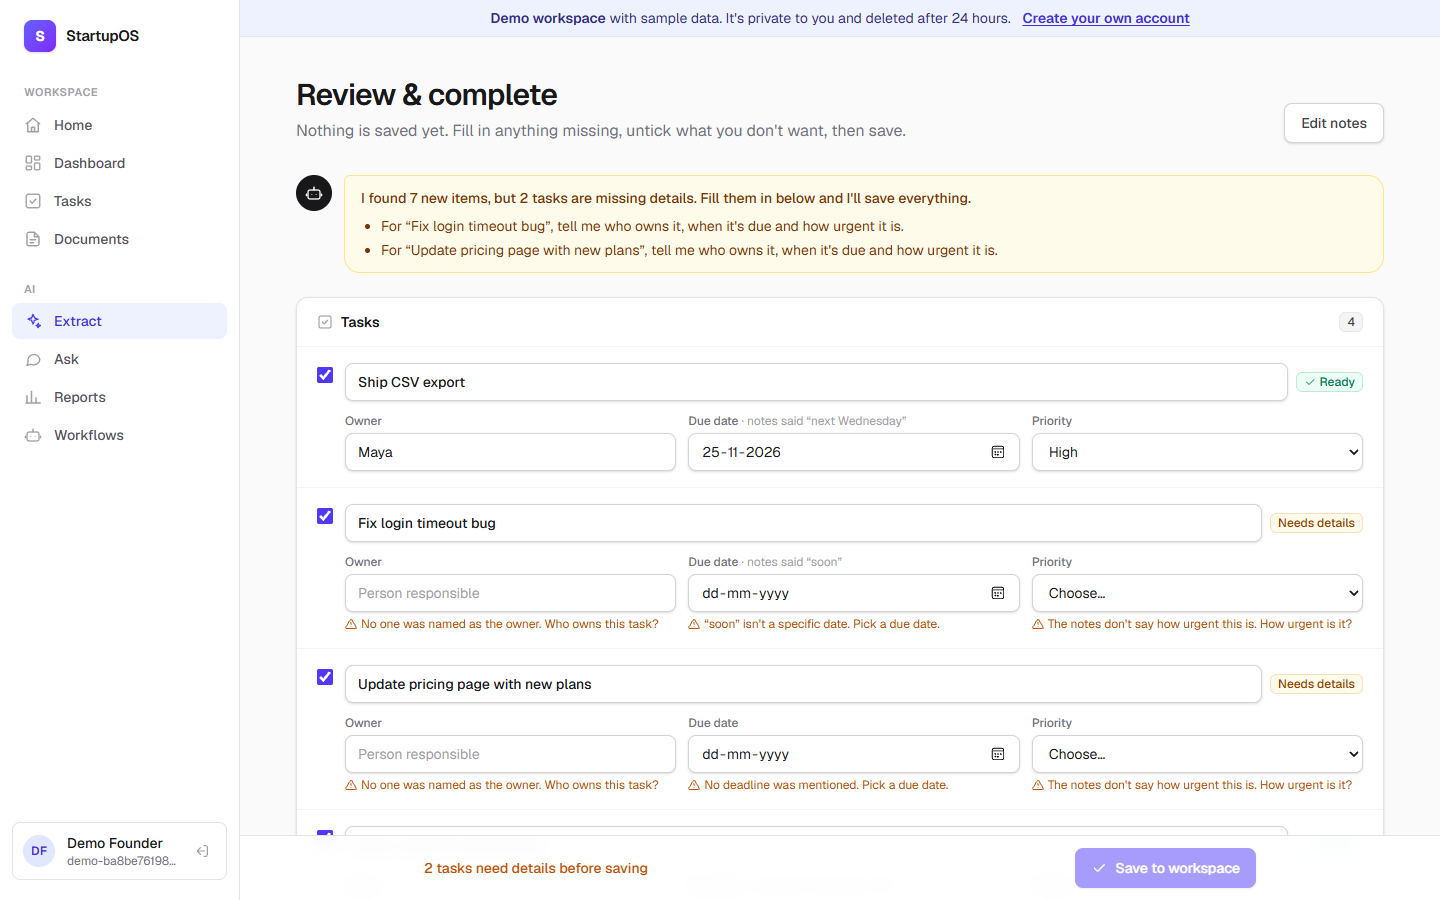 Demo workspace with sample data. It's private to you and deleted after 24 hours. Create your own account
S StartupOS
WORKSPACE
Home
Dashboard
Tasks
Documents
AI
Extract
Ask
Reports
Workflows
DF Demo Founder
demo-ba8be76198...
Review & complete
Nothing is saved yet. Fill in anything missing, untick what you don't want, then save.
Edit notes
I found 7 new items, but 2 tasks are missing details. Fill them in below and I'll save everything.
• For “Fix login timeout bug”, tell me who owns it, when it's due and how urgent it is.
• For “Update pricing page with new plans”, tell me who owns it, when it's due and how urgent it is.
Tasks 4
Ship CSV export Ready
Owner Due date · notes said “next Wednesday” Priority
Maya 25-11-2026 High
Fix login timeout bug Needs details
Owner Due date · notes said “soon” Priority
Person responsible dd-mm-yyyy Choose...
No one was named as the owner. Who owns this task? “soon” isn't a specific date. Pick a due date. The notes don't say how urgent this is. How urgent is it?
Update pricing page with new plans Needs details
Owner Due date Priority
Person responsible dd-mm-yyyy Choose...
No one was named as the owner. Who owns this task? No deadline was mentioned. Pick a due date. The notes don't say how urgent this is. How urgent is it?
2 tasks need details before saving Save to workspace